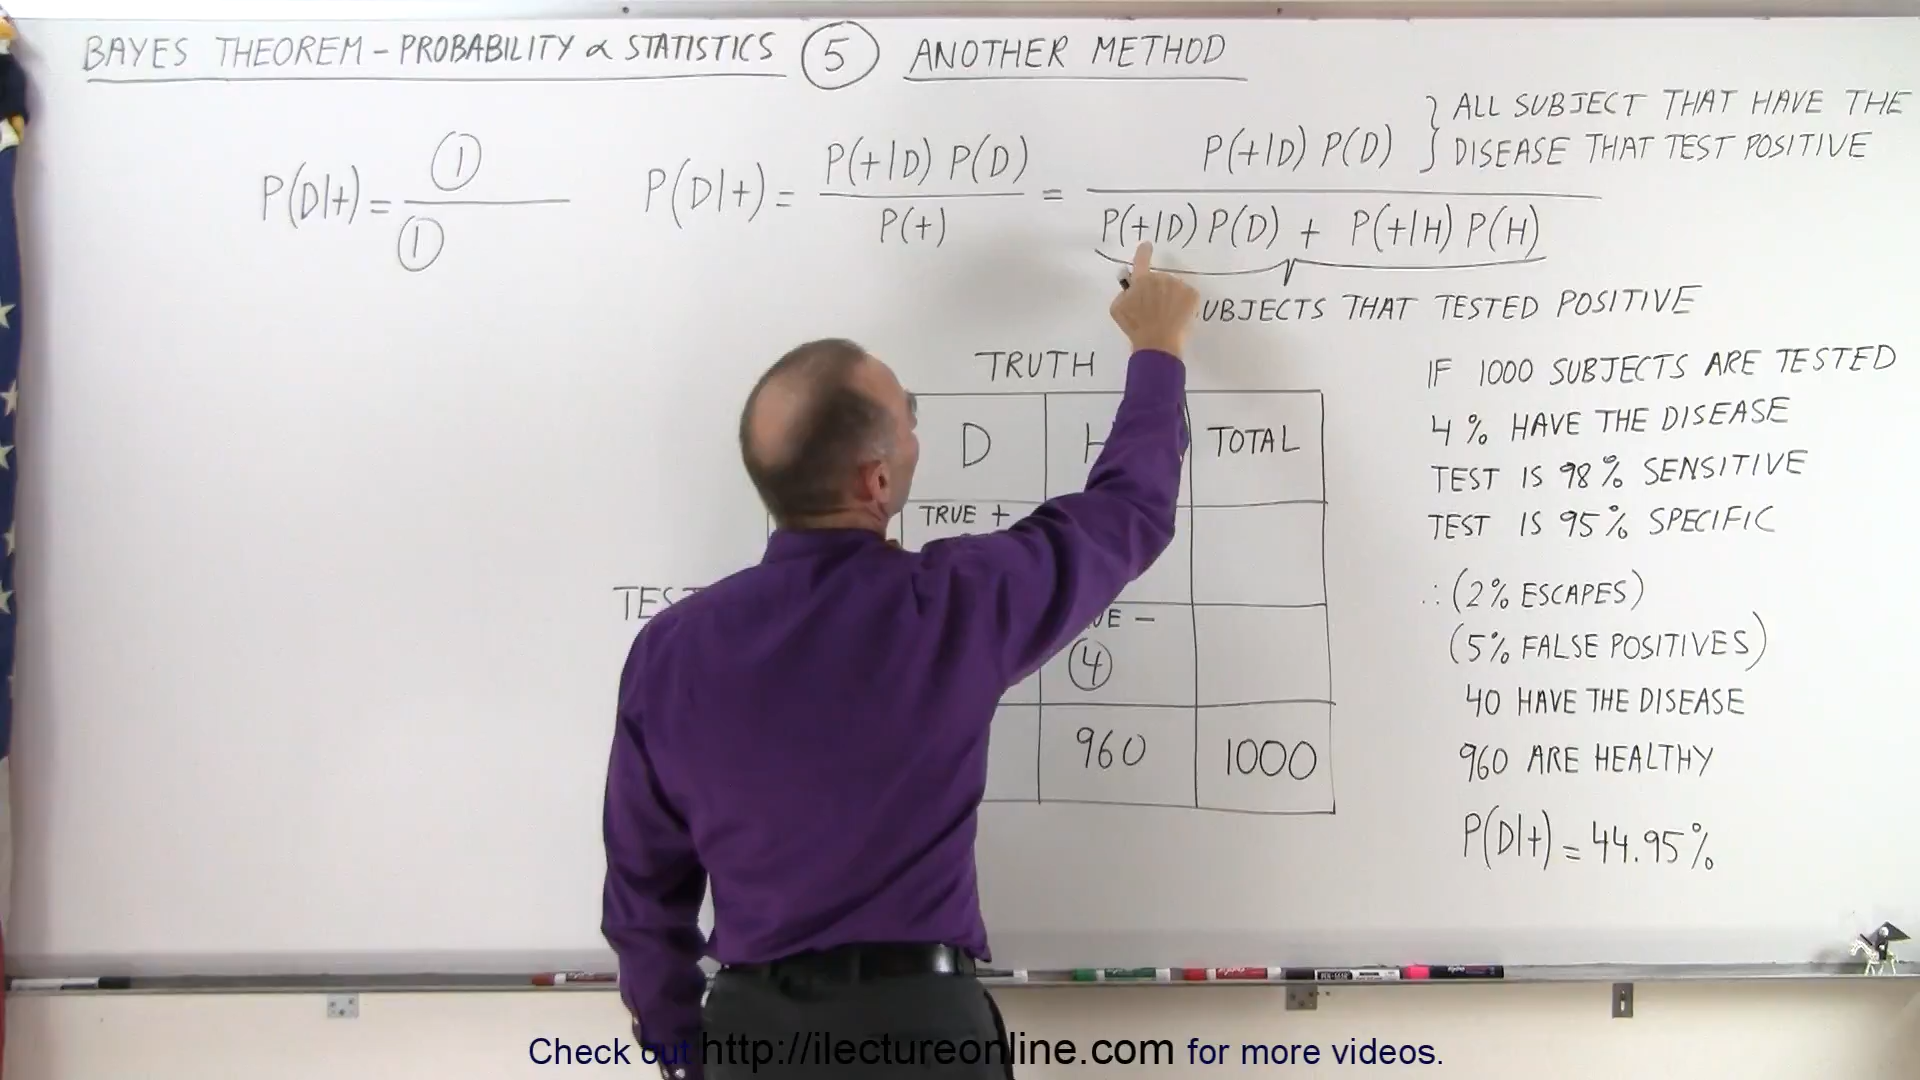 BAYES THEOREM - PROBABILITY & STATISTICS ⑤ ANOTHER METHOD
P(D|+) = ① / ①
P(D|+) = P(+|D) P(D) / P(+) = P(+|D) P(D) / P(+|D) P(D) + P(+|H) P(H)
} ALL SUBJECT THAT HAVE THE
DISEASE THAT TEST POSITIVE
UBJECTS THAT TESTED POSITIVE
TRUTH
D H TOTAL
TRUE +
TES
UE -
④
960 1000
IF 1000 SUBJECTS ARE TESTED
4% HAVE THE DISEASE
TEST IS 98% SENSITIVE
TEST IS 95% SPECIFIC
∴ (2% ESCAPES)
(5% FALSE POSITIVES)
40 HAVE THE DISEASE
960 ARE HEALTHY
P(D|+) = 44.95%
Check out http://ilectureonline.com for more videos.